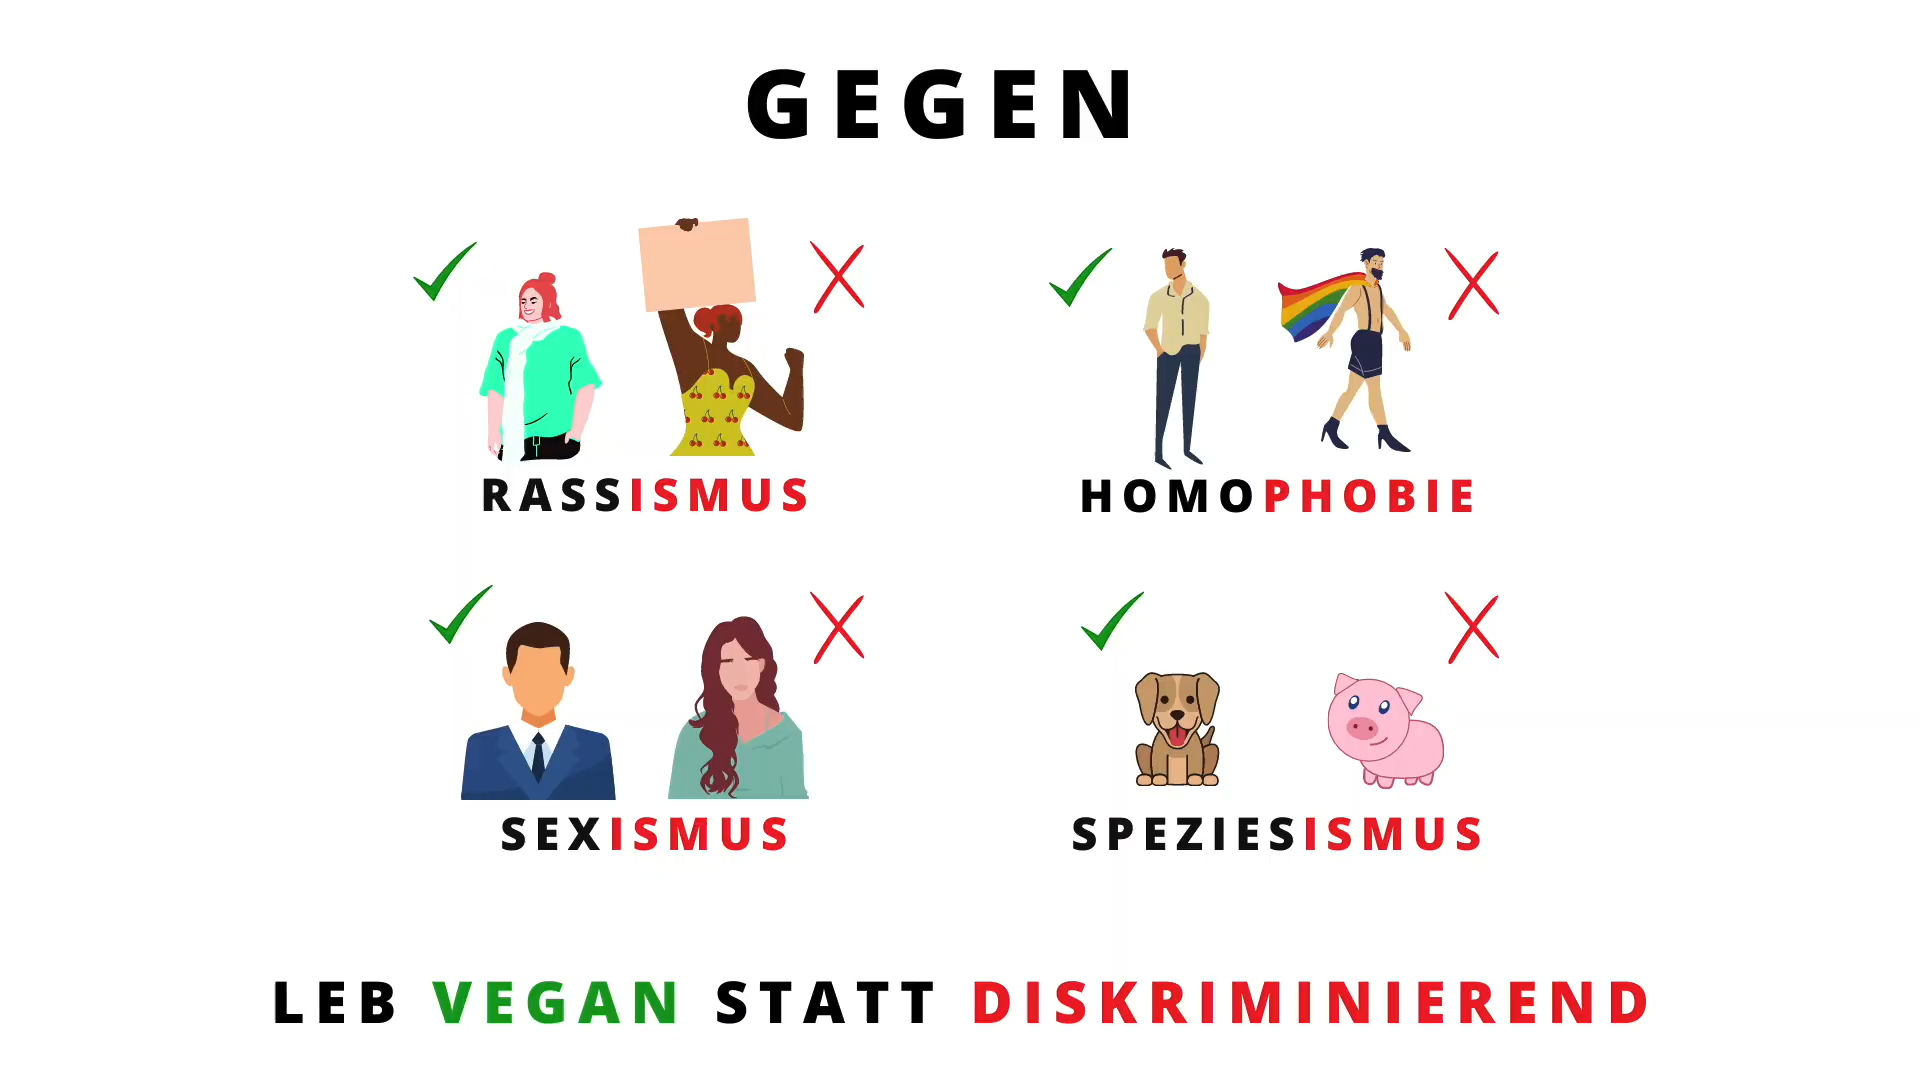 GEGEN
RASSISMUS
HOMOPHOBIE
SEXISMUS
SPEZIESISMUS
LEB VEGAN STATT DISKRIMINIEREND